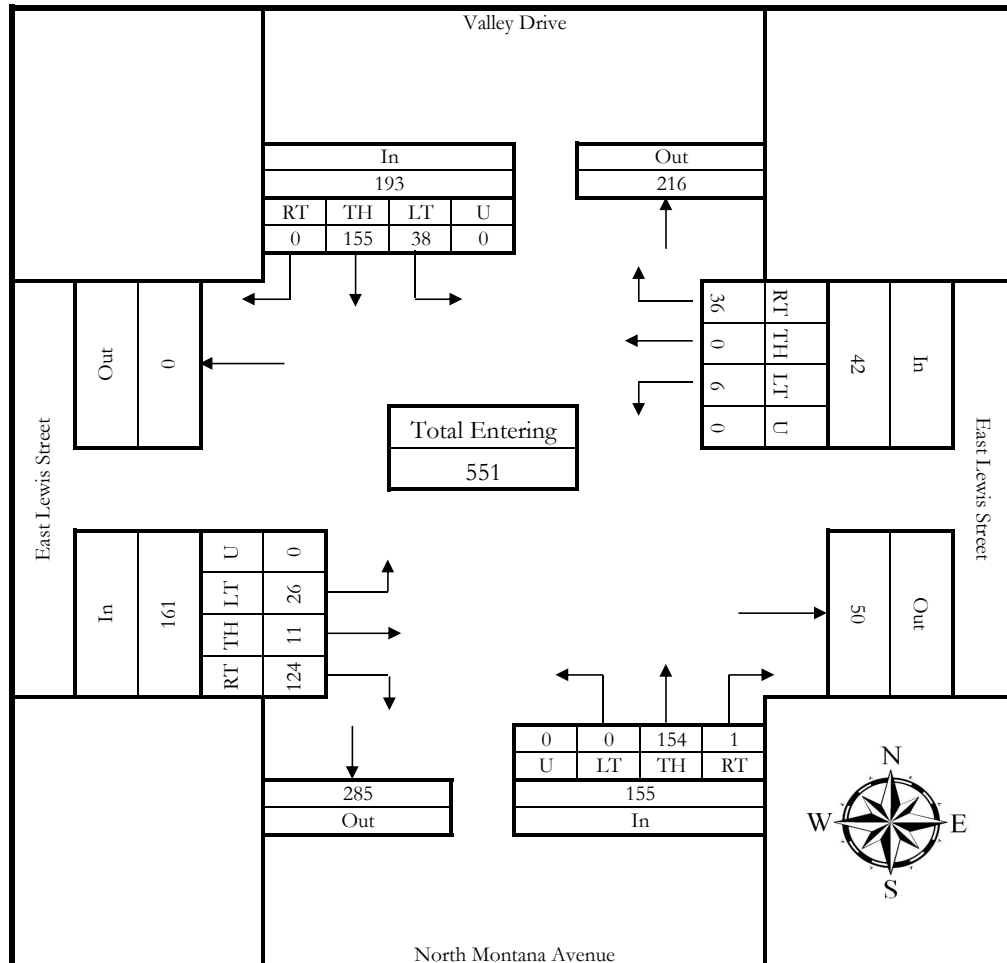 Valley Drive
In
193
RT TH LT U
0 155 38 0
Out
216
Out
0
East Lewis Street
36 RT
0 TH
6 LT
0 U
42
In
East Lewis Street
Total Entering
551
In
161
U 0
LT 26
TH 11
RT 124
50
Out
0 0 154 1
U LT TH RT
155
In
285
Out
N
W E
S
North Montana Avenue